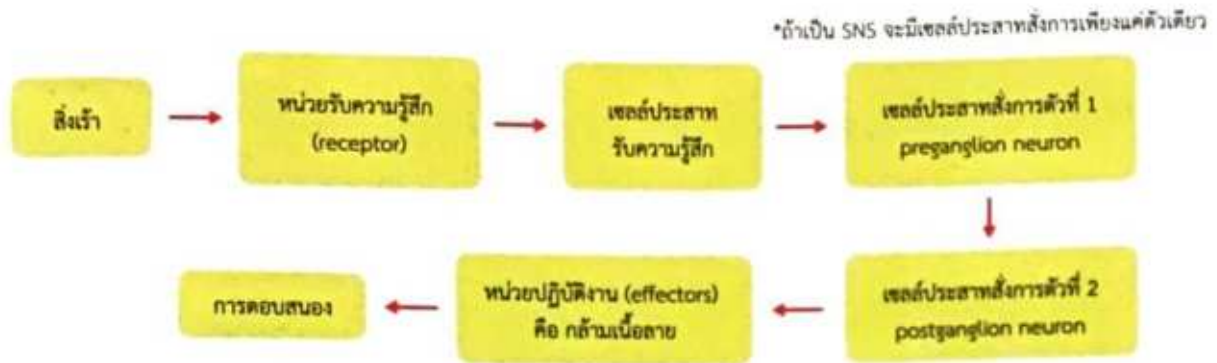 *ถ้าเป็น SNS จะมีเซลล์ประสาทสั่งการเพียงแค่ตัวเดียว
สิ่งเร้า
หน่วยรับความรู้สึก
(receptor)
เซลล์ประสาท
รับความรู้สึก
เซลล์ประสาทสั่งการตัวที่ 1
preganglion neuron
เซลล์ประสาทสั่งการตัวที่ 2
postganglion neuron
หน่วยปฏิบัติงาน (effectors)
คือ กล้ามเนื้อลาย
การตอบสนอง